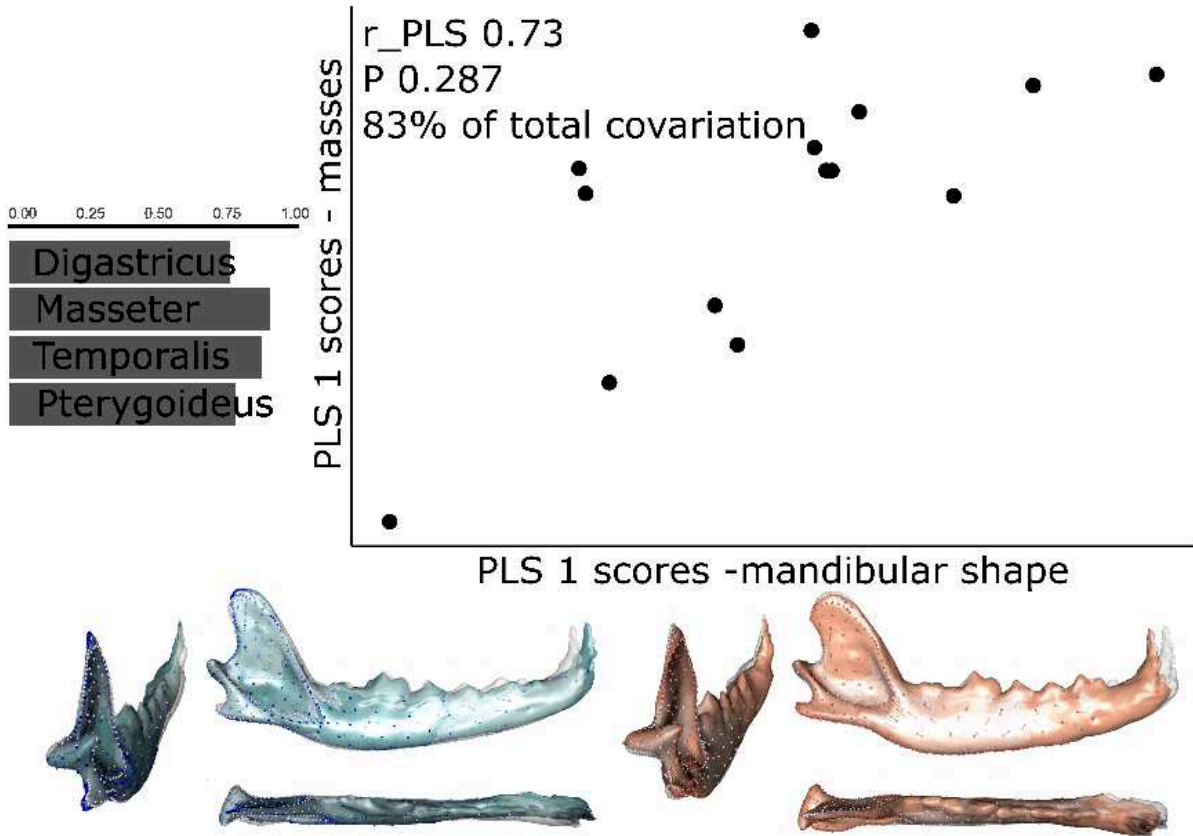 r_PLS 0.73
P 0.287
83% of total covariation
PLS 1 scores - masses
0.00 0.25 0.50 0.75 1.00
Digastricus
Masseter
Temporalis
Pterygoideus
PLS 1 scores -mandibular shape